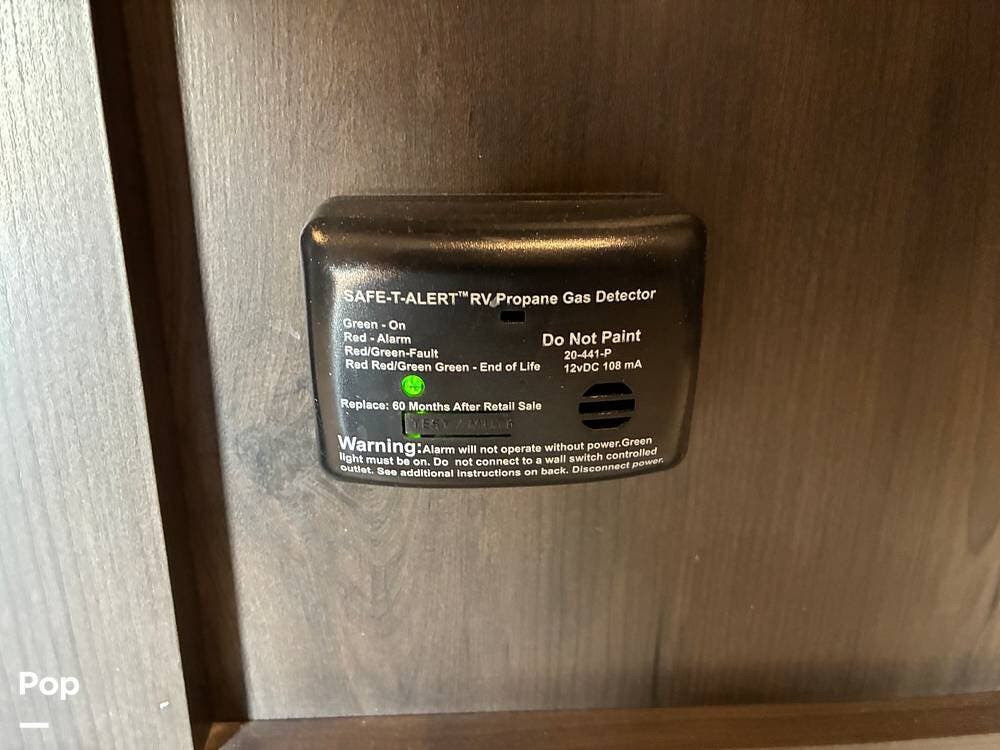 SAFE-T-ALERT™ RV Propane Gas Detector
Green - On
Red - Alarm
Red/Green-Fault
Red Red/Green Green - End of Life
Do Not Paint
20-441-P
12vDC 108 mA
Replace: 60 Months After Retail Sale
TEST / MUTE
Warning: Alarm will not operate without power.Green
light must be on. Do not connect to a wall switch controlled
outlet. See additional instructions on back. Disconnect power.
Pop